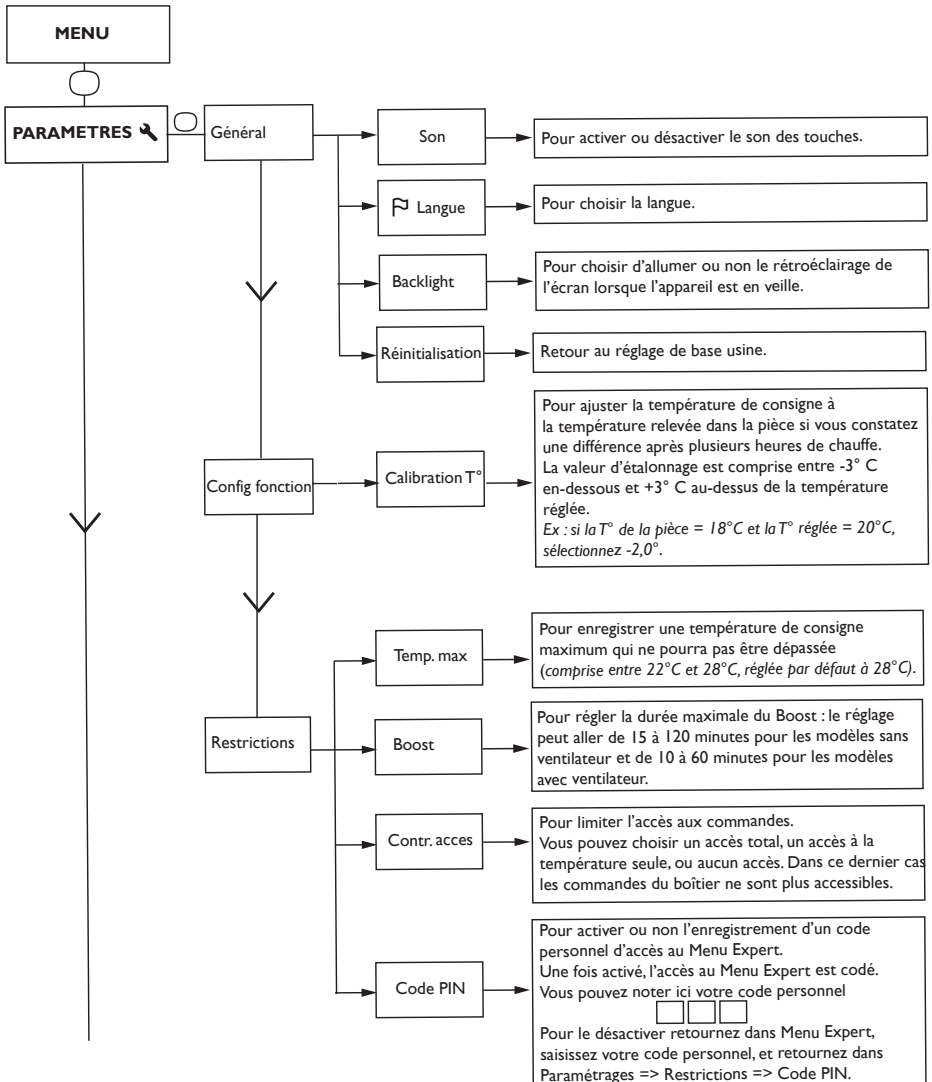 MENU
PARAMETRES
Général
Son
Pour activer ou désactiver le son des touches.
Langue
Pour choisir la langue.
Backlight
Pour choisir d'allumer ou non le rétroéclairage de
l'écran lorsque l'appareil est en veille.
Réinitialisation
Retour au réglage de base usine.
Config fonction
Calibration T°
Pour ajuster la température de consigne à
la température relevée dans la pièce si vous constatez
une différence après plusieurs heures de chauffe.
La valeur d'étalonnage est comprise entre -3° C
en-dessous et +3° C au-dessus de la température
réglée.
Ex : si la T° de la pièce = 18°C et la T° réglée = 20°C,
sélectionnez -2,0°.
Restrictions
Temp. max
Pour enregistrer une température de consigne
maximum qui ne pourra pas être dépassée
(comprise entre 22°C et 28°C, réglée par défaut à 28°C).
Boost
Pour régler la durée maximale du Boost : le réglage
peut aller de 15 à 120 minutes pour les modèles sans
ventilateur et de 10 à 60 minutes pour les modèles
avec ventilateur.
Contr. acces
Pour limiter l'accès aux commandes.
Vous pouvez choisir un accès total, un accès à la
température seule, ou aucun accès. Dans ce dernier cas
les commandes du boîtier ne sont plus accessibles.
Code PIN
Pour activer ou non l'enregistrement d'un code
personnel d'accès au Menu Expert.
Une fois activé, l'accès au Menu Expert est codé.
Vous pouvez noter ici votre code personnel
Pour le désactiver retournez dans Menu Expert,
saisissez votre code personnel, et retournez dans
Paramétrages => Restrictions => Code PIN.